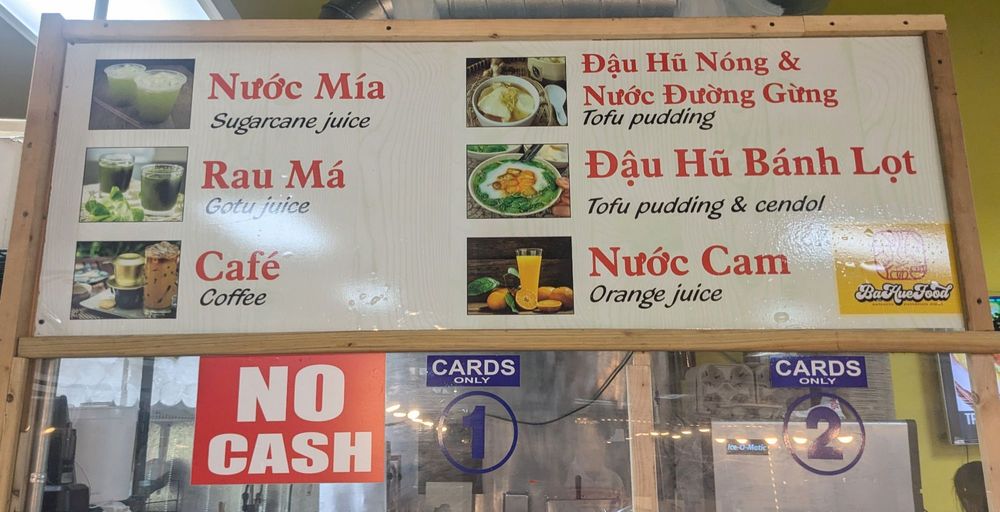 Nước Mía
Sugarcane juice
Rau Má
Gotu juice
Café
Coffee
Đậu Hũ Nóng &
Nước Đường Gừng
Tofu pudding
Đậu Hũ Bánh Lọt
Tofu pudding & cendol
Nước Cam
Orange juice
BaHueFood
NO
CASH
CARDS
ONLY
1
CARDS
ONLY
2
Ice-O-Matic